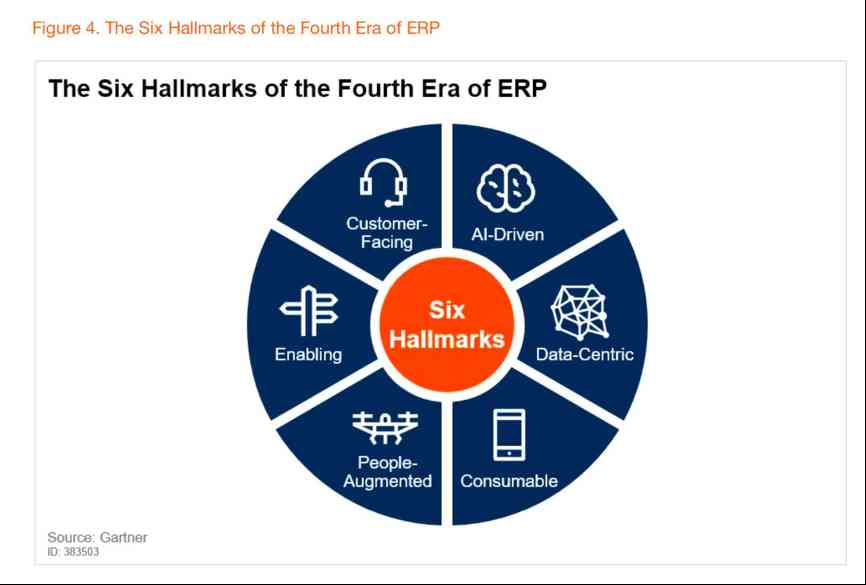 Figure 4. The Six Hallmarks of the Fourth Era of ERP
The Six Hallmarks of the Fourth Era of ERP
Customer-
Facing
AI-Driven
Enabling
Six
Hallmarks
Data-Centric
People-
Augmented
Consumable
Source: Gartner
ID: 383503